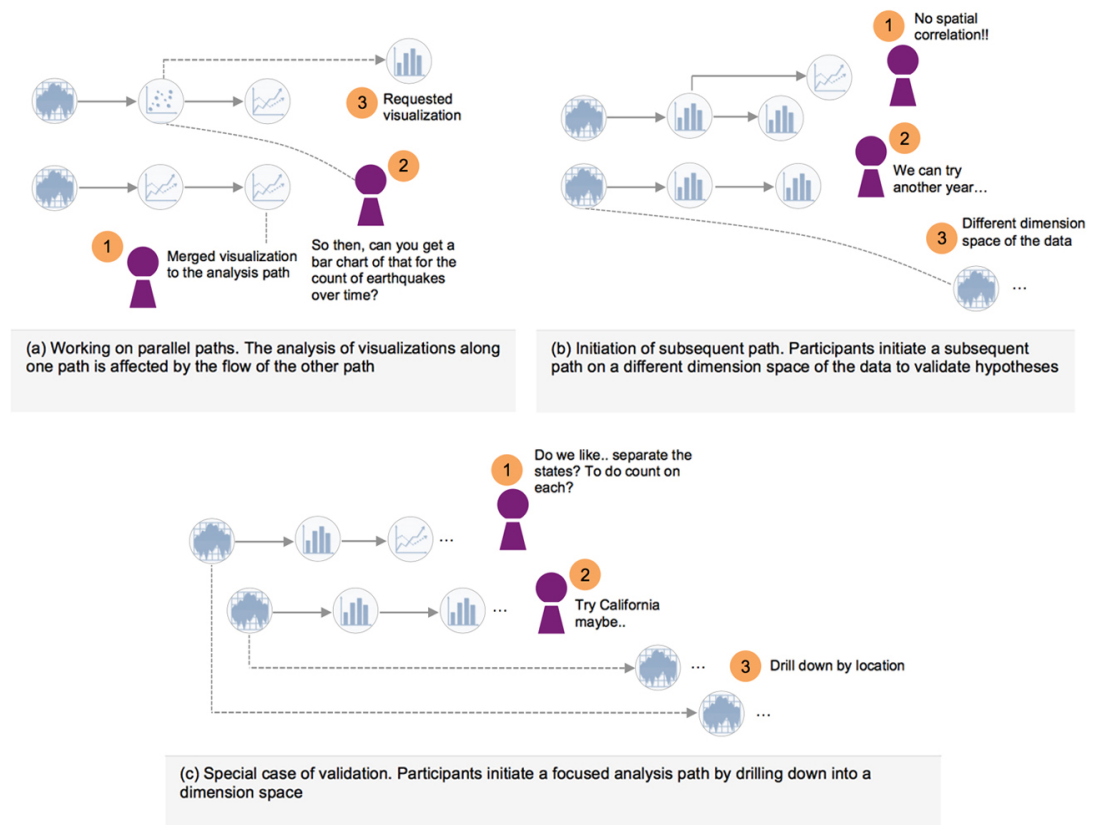 3
Requested
visualization
2
1
Merged visualization
to the analysis path
So then, can you get a
bar chart of that for the
count of earthquakes
over time?
(a) Working on parallel paths. The analysis of visualizations along
one path is affected by the flow of the other path
1
No spatial
correlation!!
2
We can try
another year...
3
Different dimension
space of the data
...
(b) Initiation of subsequent path. Participants initiate a subsequent
path on a different dimension space of the data to validate hypotheses
1
Do we like.. separate the
states? To do count on
each?
...
2
Try California
maybe..
...
...
3
Drill down by location
...
(c) Special case of validation. Participants initiate a focused analysis path by drilling down into a
dimension space